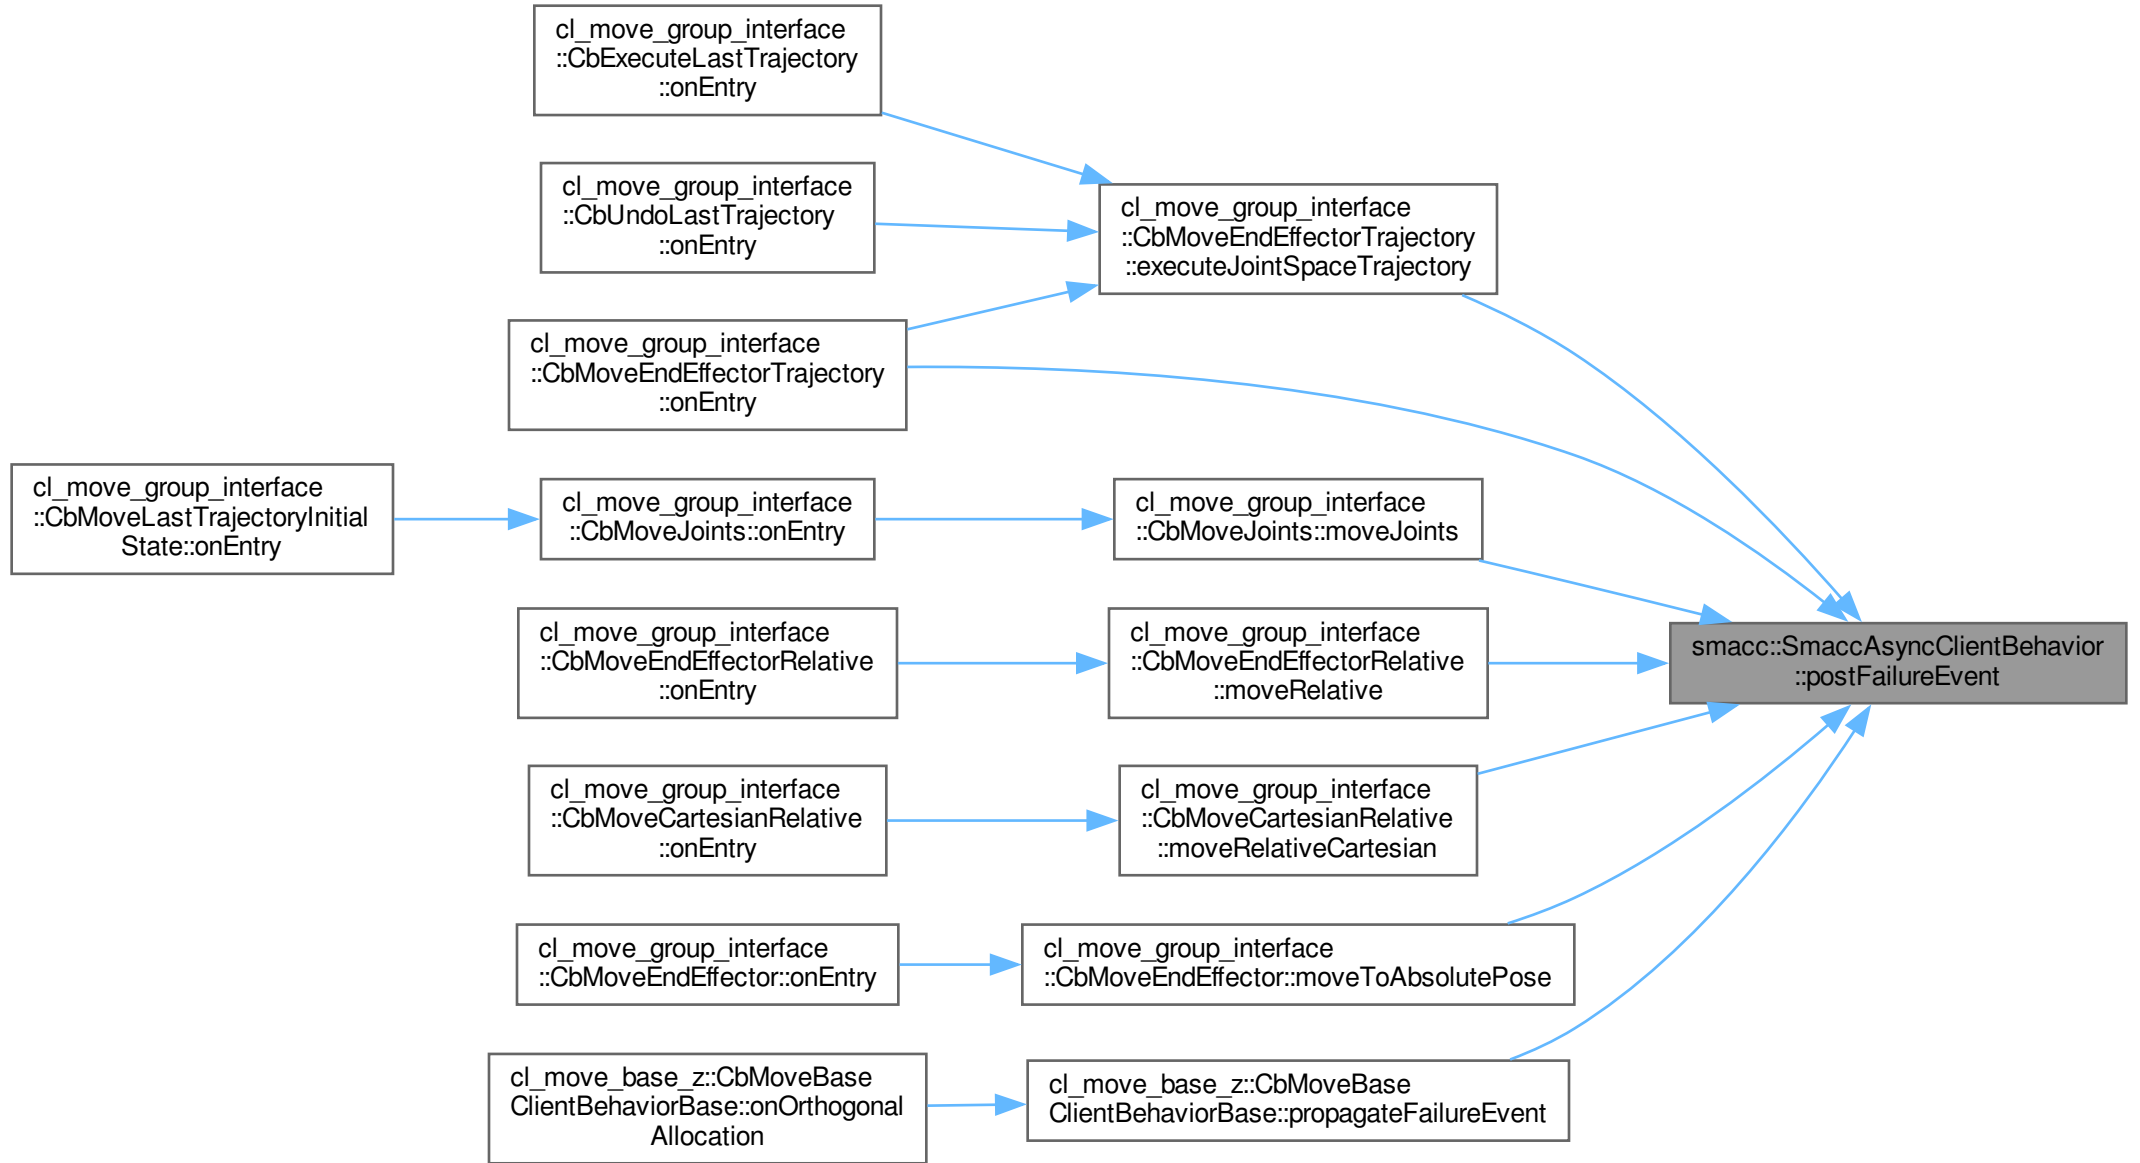 cl_move_group_interface
::CbExecuteLastTrajectory
::onEntry
cl_move_group_interface
::CbUndoLastTrajectory
::onEntry
cl_move_group_interface
::CbMoveEndEffectorTrajectory
::executeJointSpaceTrajectory
cl_move_group_interface
::CbMoveEndEffectorTrajectory
::onEntry
cl_move_group_interface
::CbMoveLastTrajectoryInitial
State::onEntry
cl_move_group_interface
::CbMoveJoints::onEntry
cl_move_group_interface
::CbMoveJoints::moveJoints
cl_move_group_interface
::CbMoveEndEffectorRelative
::onEntry
cl_move_group_interface
::CbMoveEndEffectorRelative
::moveRelative
smacc::SmaccAsyncClientBehavior
::postFailureEvent
cl_move_group_interface
::CbMoveCartesianRelative
::onEntry
cl_move_group_interface
::CbMoveCartesianRelative
::moveRelativeCartesian
cl_move_group_interface
::CbMoveEndEffector::onEntry
cl_move_group_interface
::CbMoveEndEffector::moveToAbsolutePose
cl_move_base_z::CbMoveBase
ClientBehaviorBase::onOrthogonal
Allocation
cl_move_base_z::CbMoveBase
ClientBehaviorBase::propagateFailureEvent